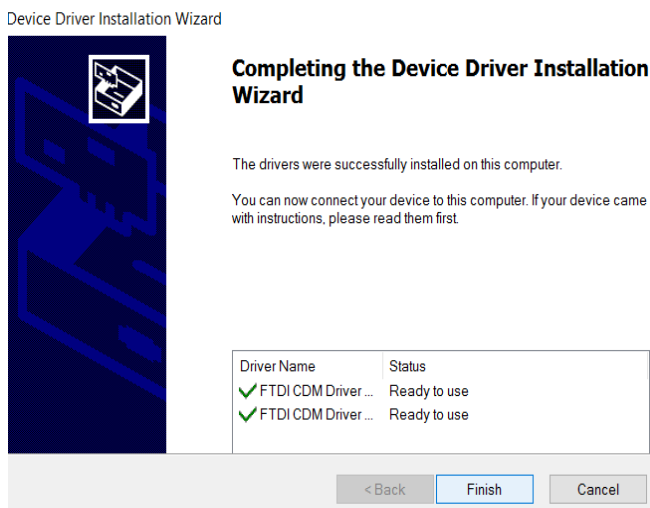 Device Driver Installation Wizard
Completing the Device Driver Installation
Wizard
The drivers were successfully installed on this computer.
You can now connect your device to this computer. If your device came
with instructions, please read them first.
Driver Name Status
FTDI CDM Driver ... Ready to use
FTDI CDM Driver ... Ready to use
< Back Finish Cancel